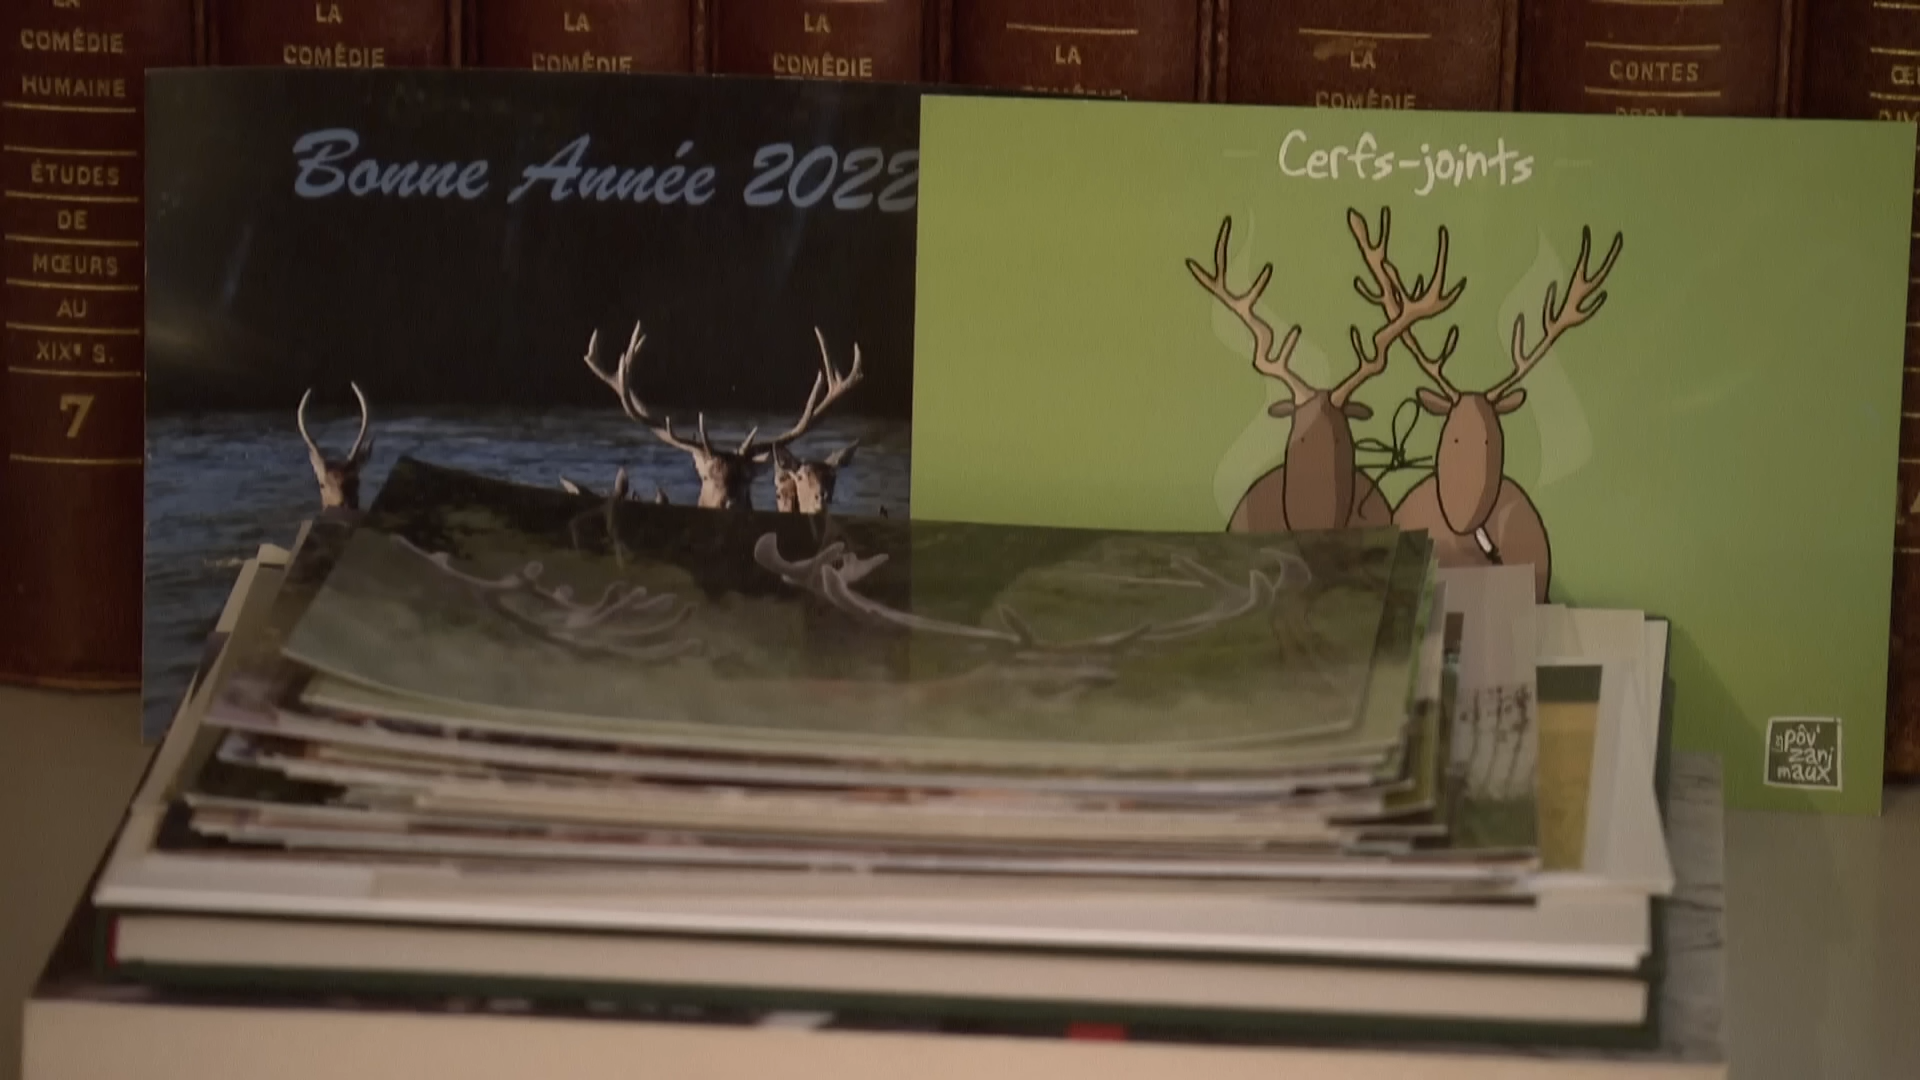 LA
COMÉDIE
HUMAINE
ÉTUDES
DE
MŒURS
AU
XIXᵉ S.
7
LA
COMÉDIE
LA
COMÉDIE
LA
COMÉDIE
LA
COMÉDIE
LA
COMÉDIE
CONTES
Bonne Année 2022
Cerfs-joints
pôv'
zani
maux